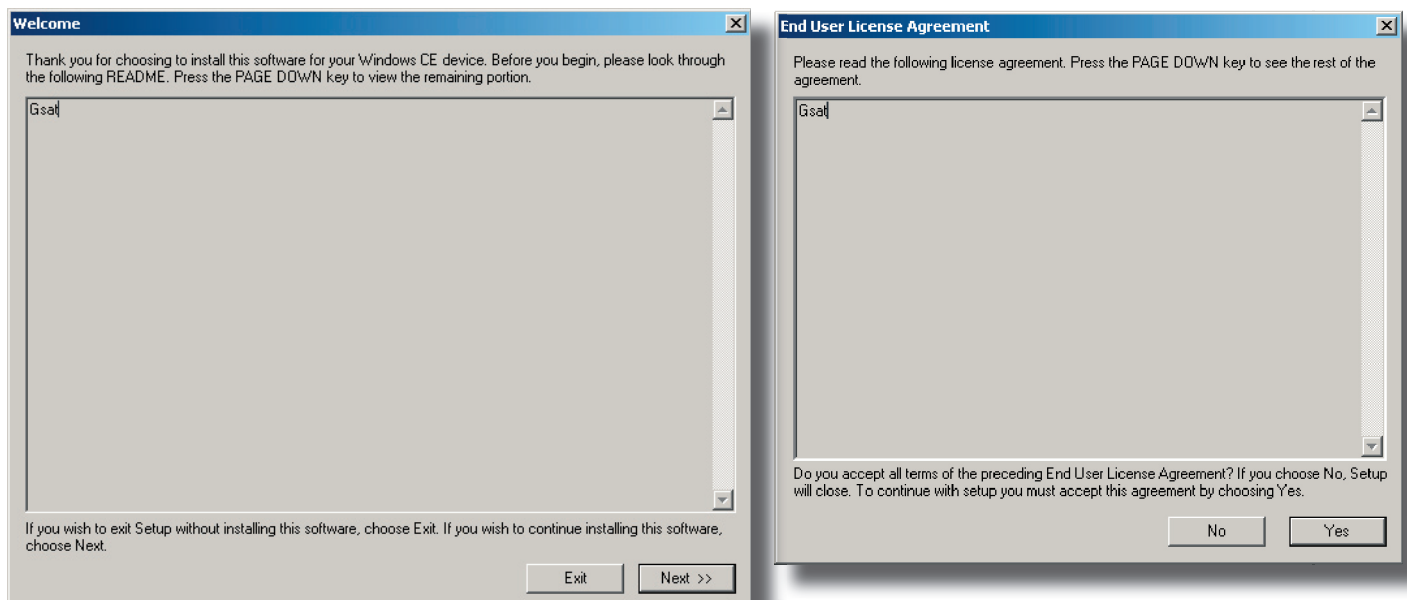 Welcome
Thank you for choosing to install this software for your Windows CE device. Before you begin, please look through
the following README. Press the PAGE DOWN key to view the remaining portion.
Gsat
If you wish to exit Setup without installing this software, choose Exit. If you wish to continue installing this software,
choose Next.
Exit
Next >>
End User License Agreement
Please read the following license agreement. Press the PAGE DOWN key to see the rest of the
agreement.
Gsat
Do you accept all terms of the preceding End User License Agreement? If you choose No, Setup
will close. To continue with setup you must accept this agreement by choosing Yes.
No
Yes